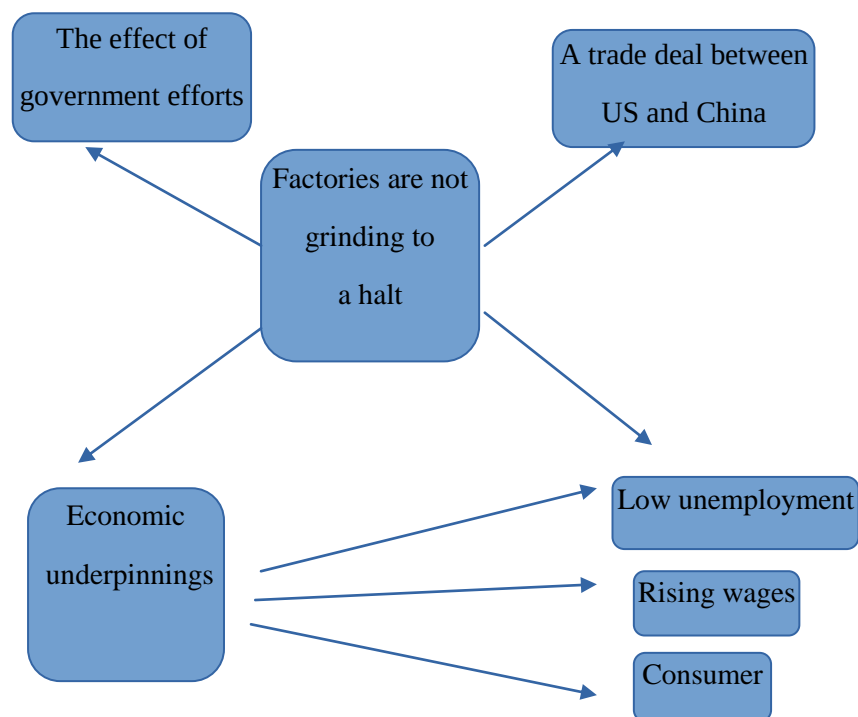 The effect of
government efforts
A trade deal between
US and China
Factories are not
grinding to
a halt
Economic
underpinnings
Low unemployment
Rising wages
Consumer